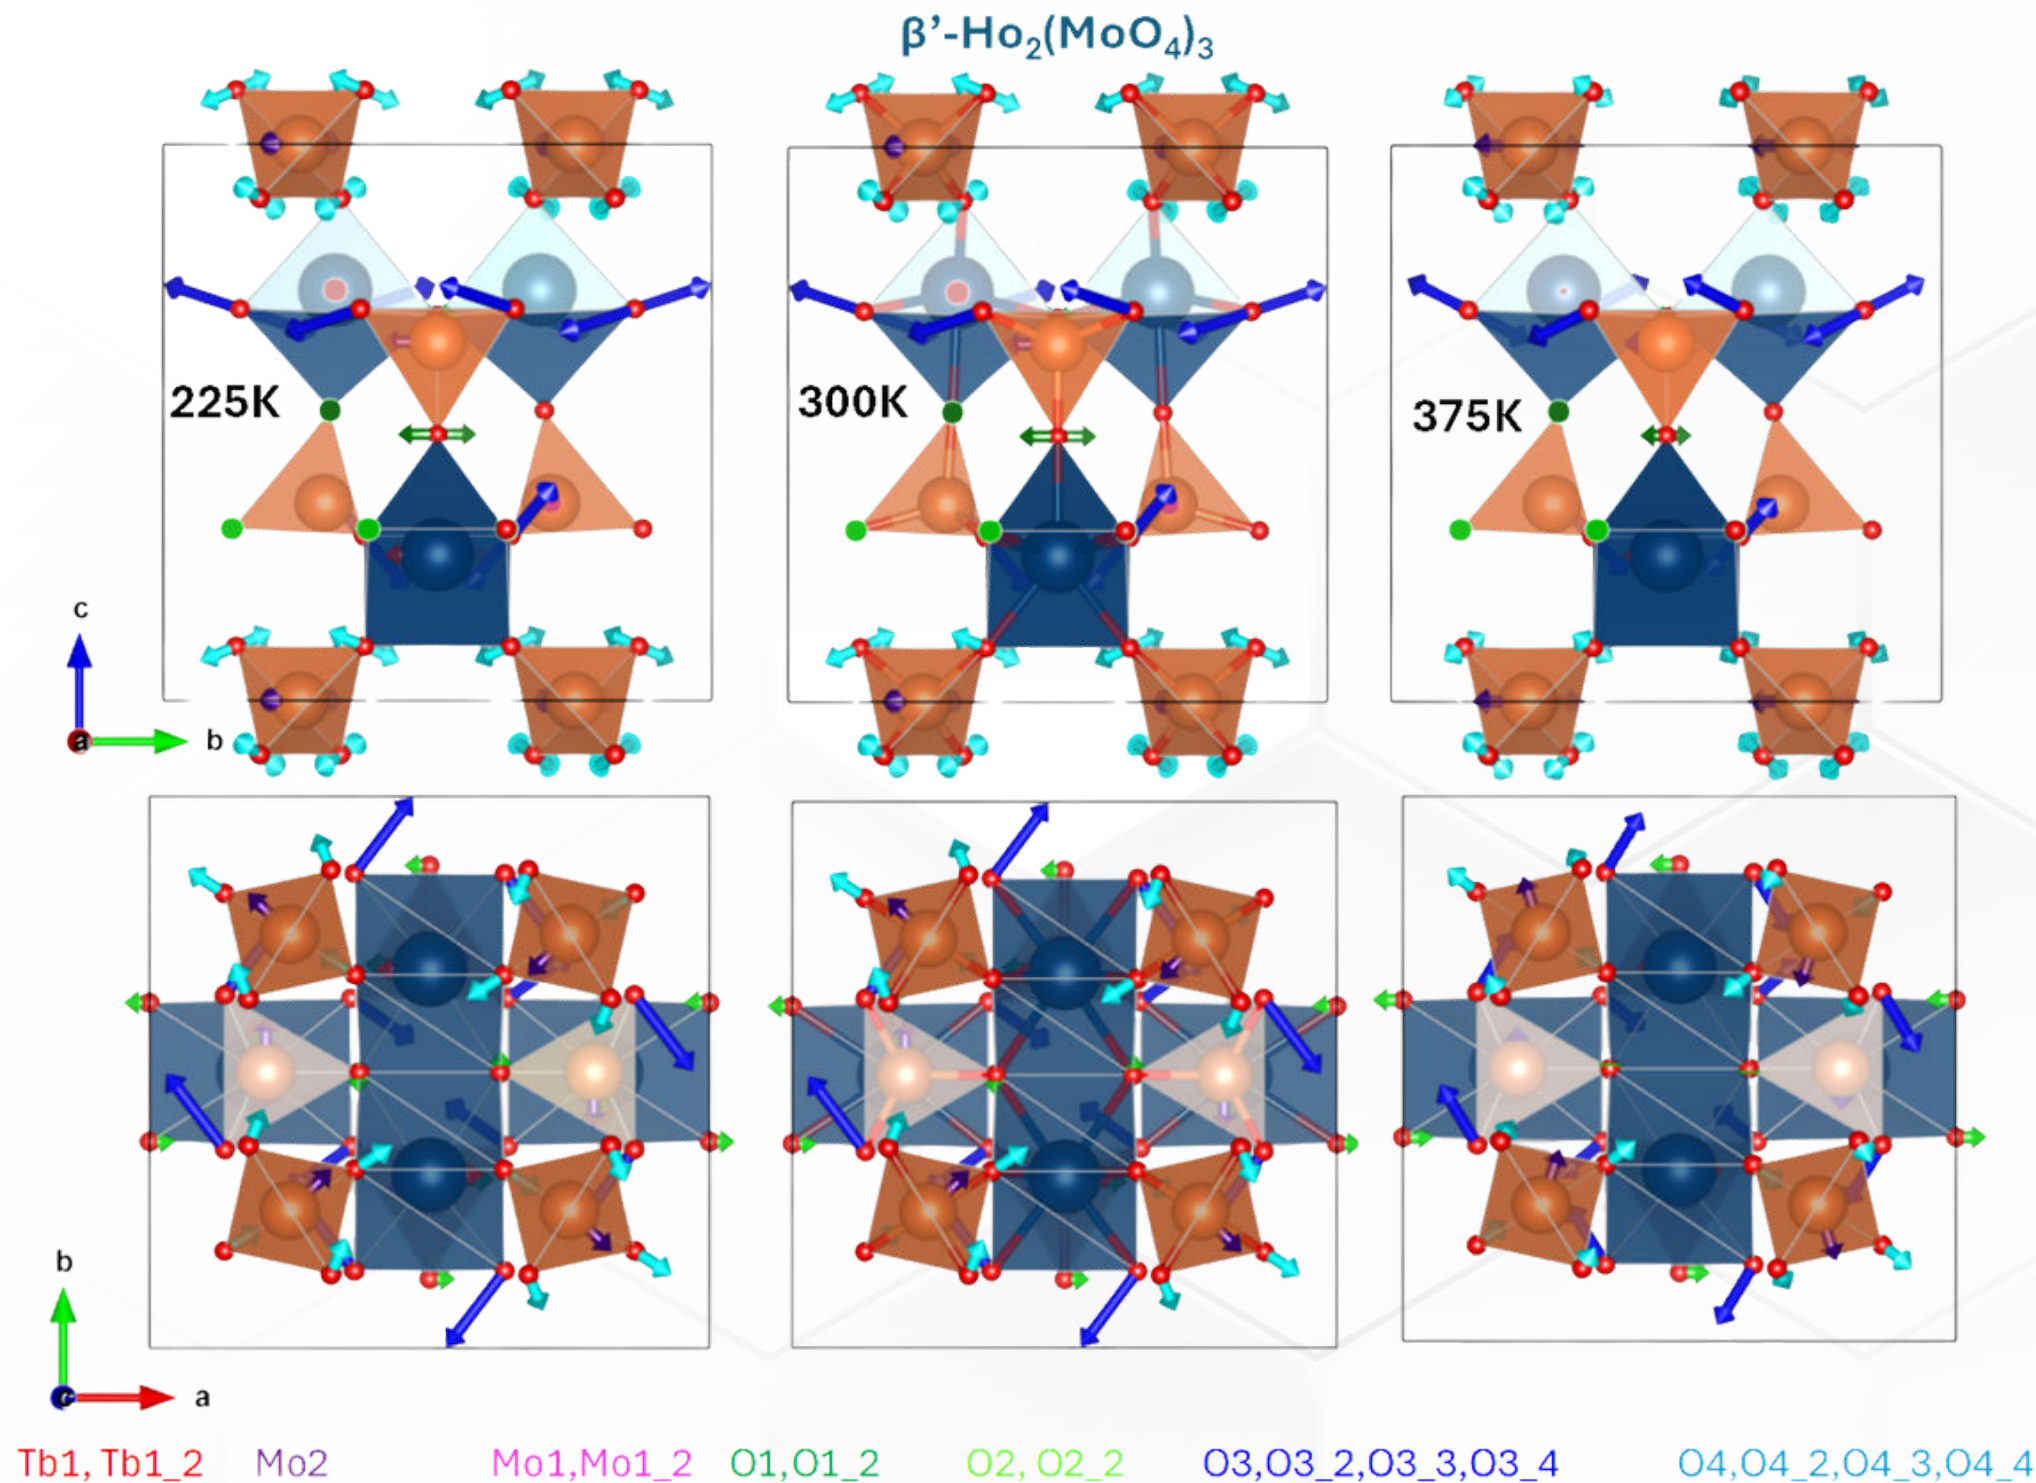 β’-Ho₂(MoO₄)₃
225K 300K 375K
c
a b
b
c a
Tb1, Tb1_2 Mo2 Mo1,Mo1_2 O1,O1_2 O2, O2_2 O3,O3_2,O3_3,O3_4 O4,O4_2,O4_3,O4_4